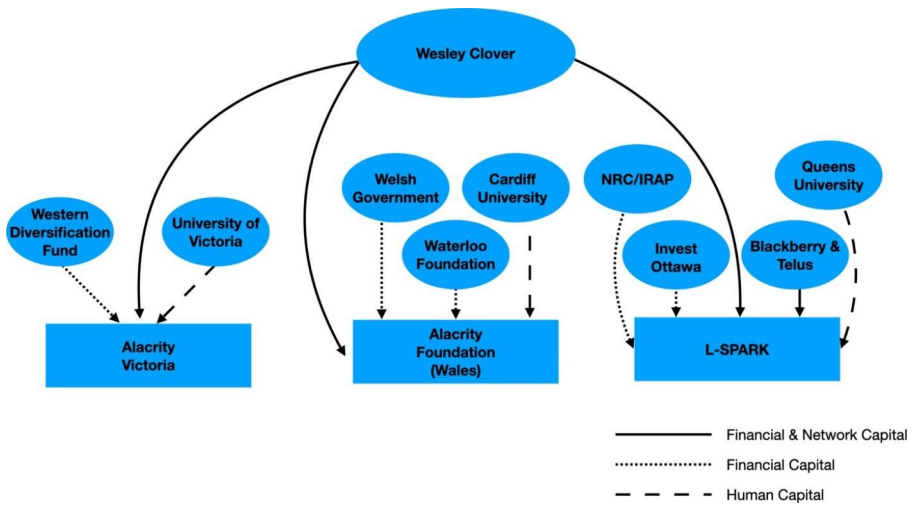 Wesley Clover
Western
Diversification
Fund
University of
Victoria
Welsh
Government
Waterloo
Foundation
Cardiff
University
NRC/IRAP
Invest
Ottawa
Blackberry &
Telus
Queens
University
Alacrity
Victoria
Alacrity
Foundation
(Wales)
L-SPARK
Financial & Network Capital
Financial Capital
Human Capital